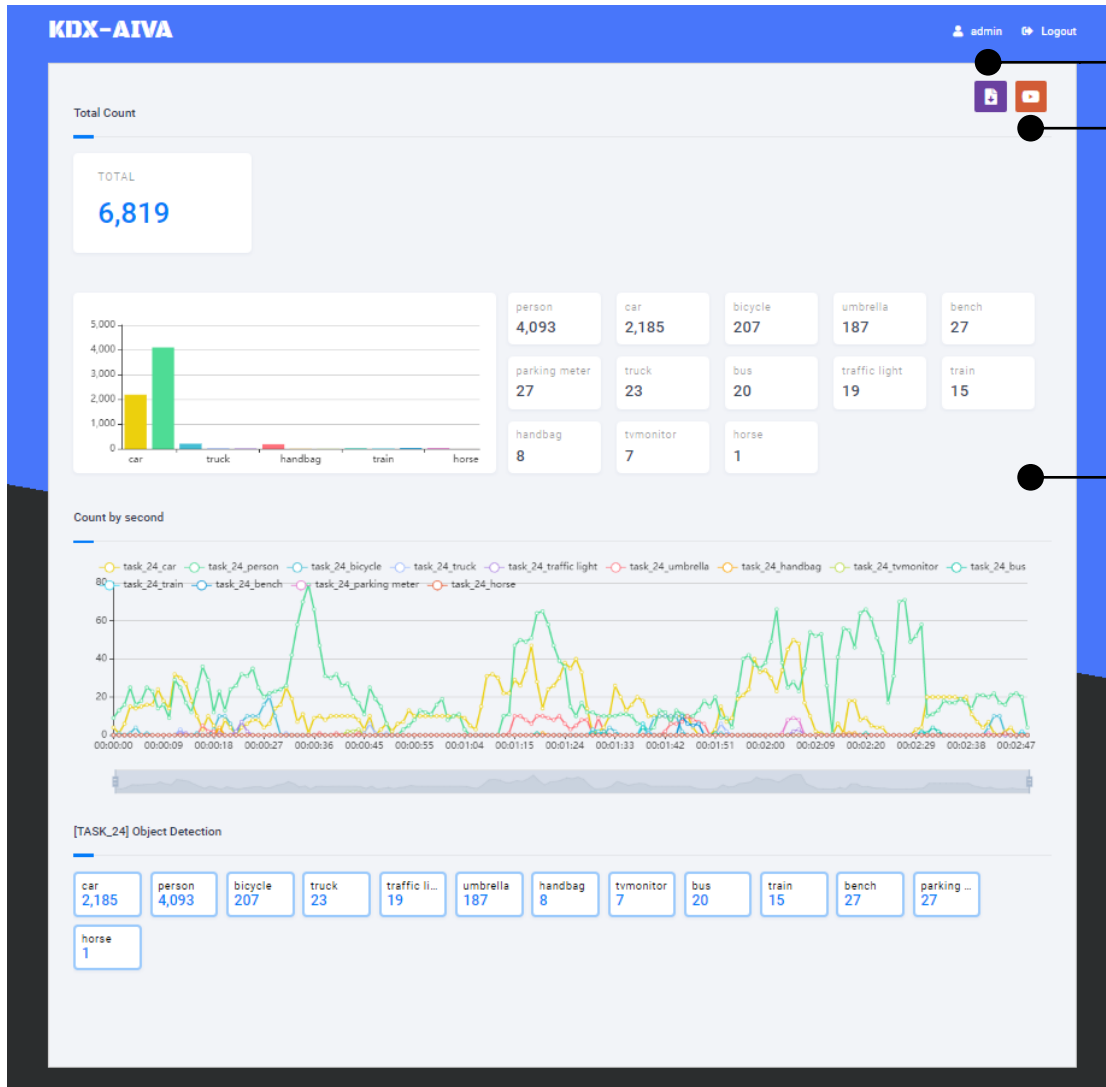 KDX-AIVA
admin Logout
Total Count
TOTAL
6,819
person car bicycle umbrella bench
4,093 2,185 207 187 27
parking meter truck bus traffic light train
27 23 20 19 15
handbag tvmonitor horse
8 7 1
5,000
4,000
3,000
2,000
1,000
0
car truck handbag train horse
Count by second
task_24_car task_24_person task_24_bicycle task_24_truck task_24_traffic light task_24_umbrella task_24_handbag task_24_tvmonitor task_24_bus
task_24_train task_24_bench task_24_parking meter task_24_horse
80
60
40
20
0
00:00:00 00:00:09 00:00:18 00:00:27 00:00:36 00:00:45 00:00:55 00:01:04 00:01:15 00:01:24 00:01:33 00:01:42 00:01:51 00:02:00 00:02:09 00:02:20 00:02:29 00:02:38 00:02:47
[TASK_24] Object Detection
car person bicycle truck traffic li... umbrella handbag tvmonitor bus train bench parking ...
2,185 4,093 207 23 19 187 8 7 20 15 27 27
horse
1